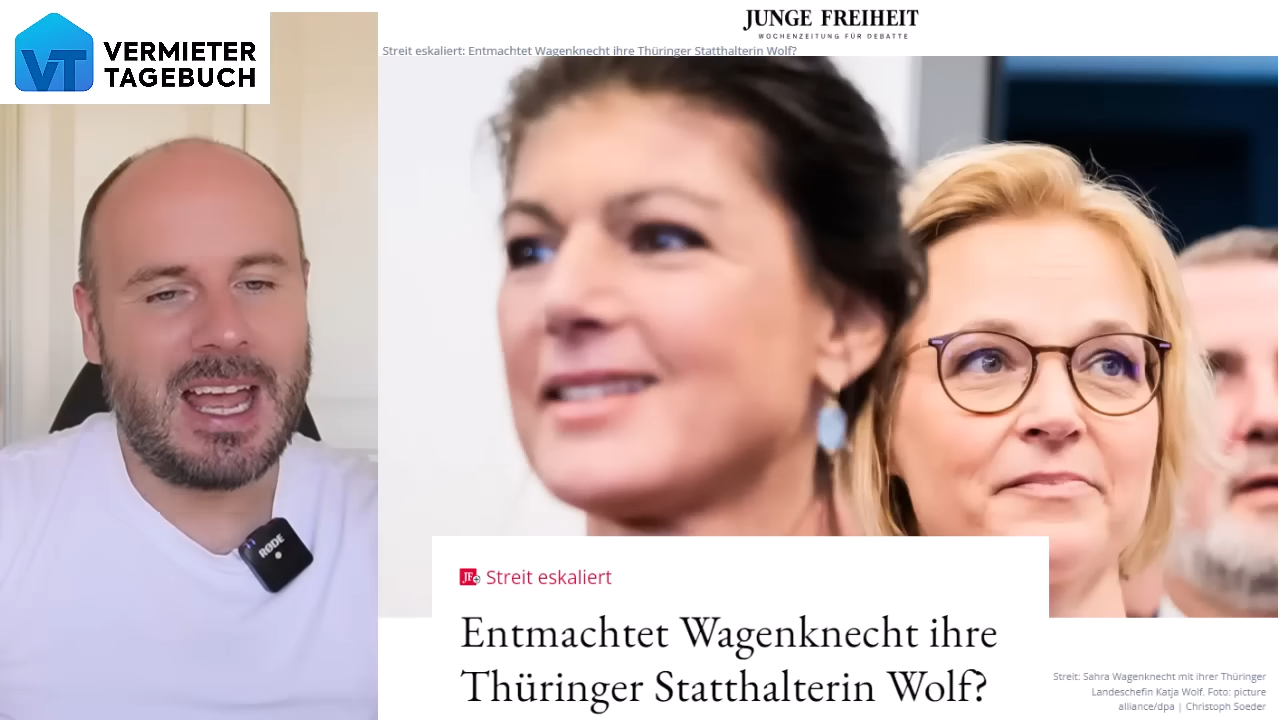 VERMIETER
TAGEBUCH
VT
JUNGE FREIHEIT
WOCHENZEITUNG FÜR DEBATTE
Streit eskaliert: Entmachtet Wagenknecht ihre Thüringer Statthalterin Wolf?
RØDE
JF+ Streit eskaliert
Entmachtet Wagenknecht ihre
Thüringer Statthalterin Wolf?
Streit: Sahra Wagenknecht mit ihrer Thüringer
Landeschefin Katja Wolf. Foto: picture
alliance/dpa | Christoph Soeder